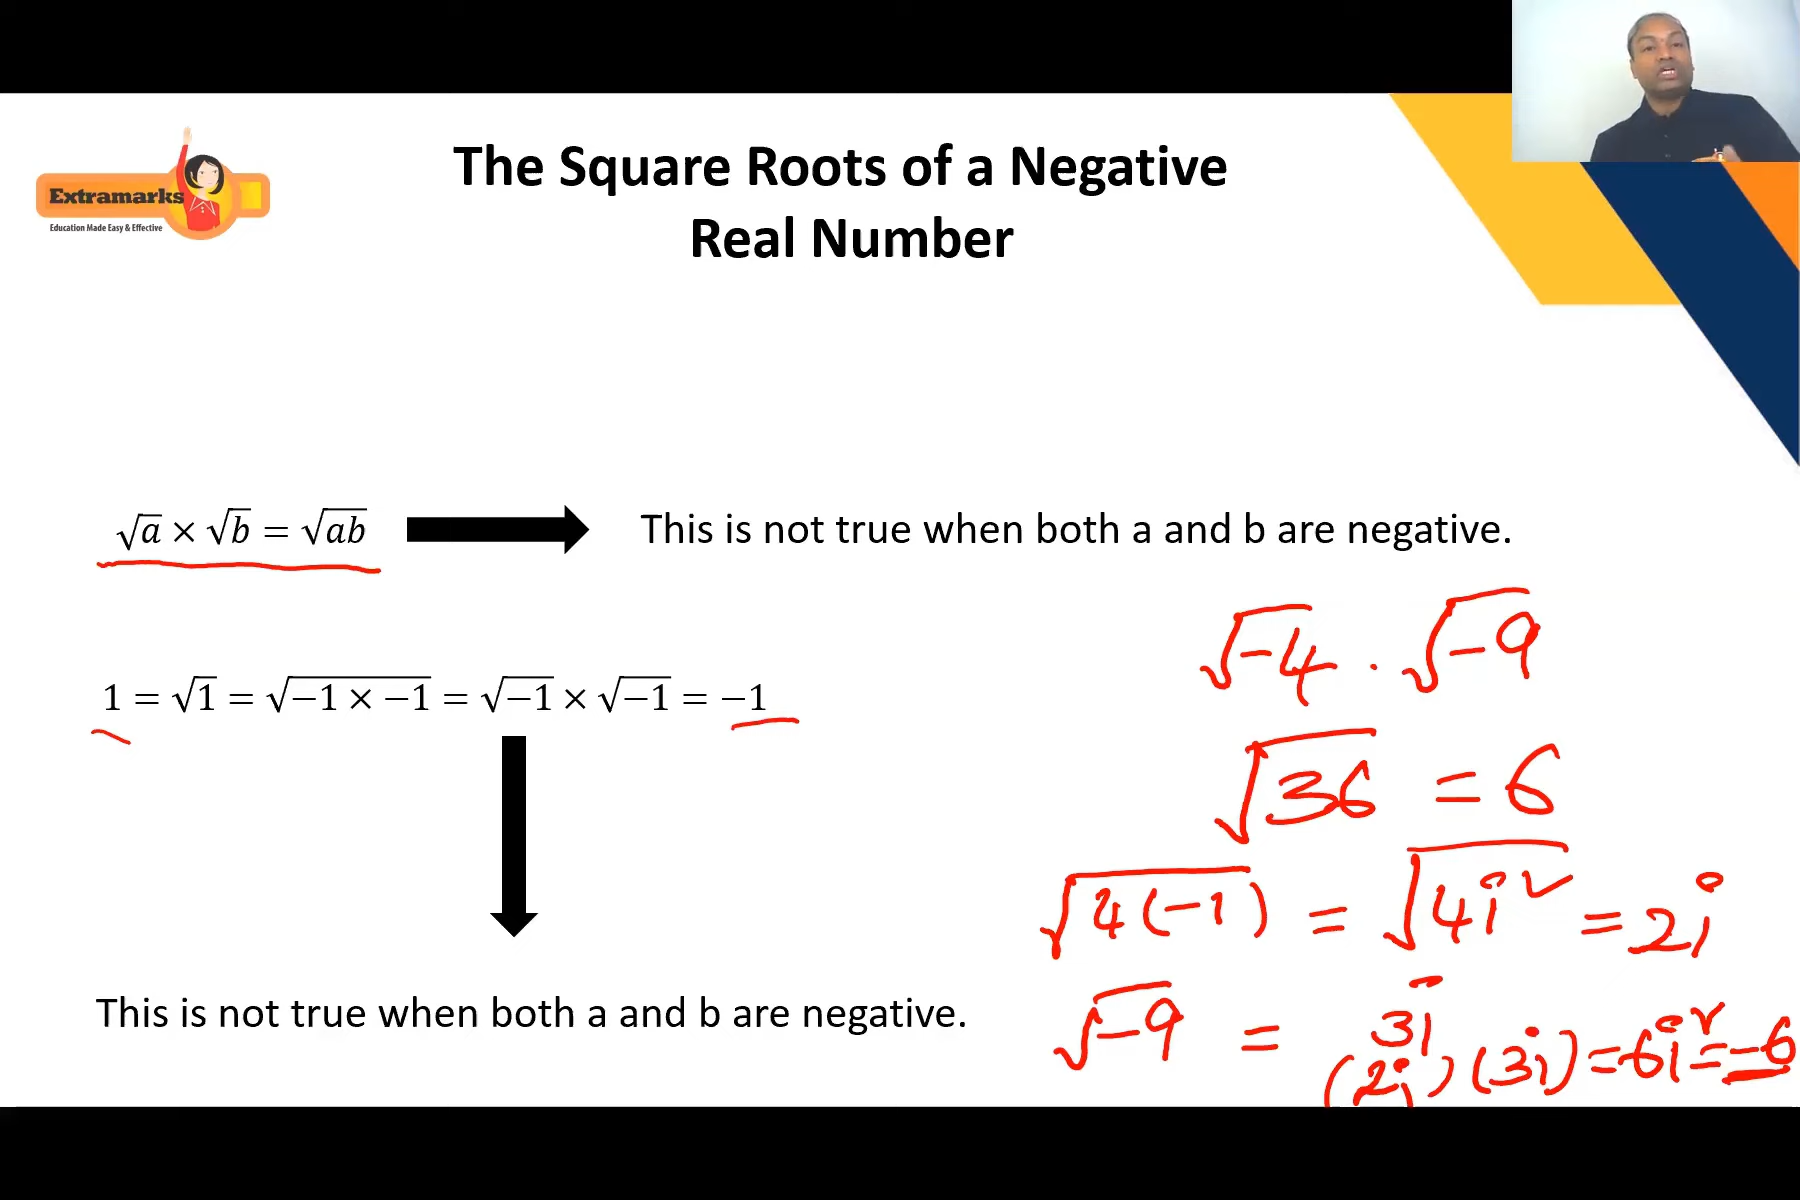 Extramarks
Education Made Easy & Effective
The Square Roots of a Negative
Real Number
√a × √b = √ab
This is not true when both a and b are negative.
√-4 · √-9
1 = √1 = √(−1 × −1) = √−1 × √−1 = −1
√36 = 6
√4(-1) = √4i² = 2i
This is not true when both a and b are negative.
√-9 = 3i
(2i)(3i) = 6i² = -6